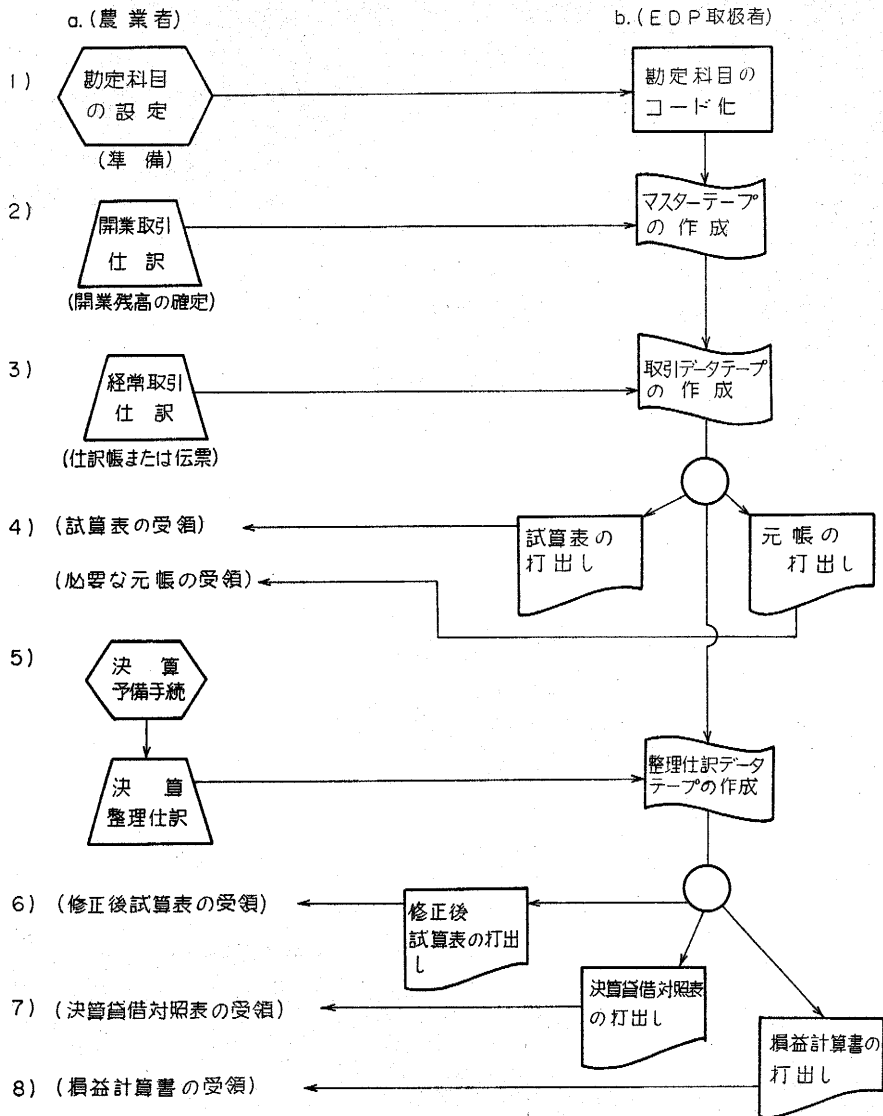 a.(農業者)
b.(EDP取極者)
1)
勘定科目
の設定
(準備)
勘定科目の
コード化
2)
開業取引
仕訳
(開業残高の確定)
マスターテープ
の作成
3)
経常取引
仕訳
(仕訳帳または伝票)
取引データテープ
の作成
4) (試算表の受領)
試算表の
打出し
元帳の
打出し
(必要な元帳の受領)
5)
決算
予備手続
決算
整理仕訳
整理仕訳データ
テープの作成
6) (修正後試算表の受領)
修正後
試算表の打出
し
7) (決算貸借対照表の受領)
決算貸借対照表
の打出し
8) (損益計算書の受領)
損益計算書の
打出し